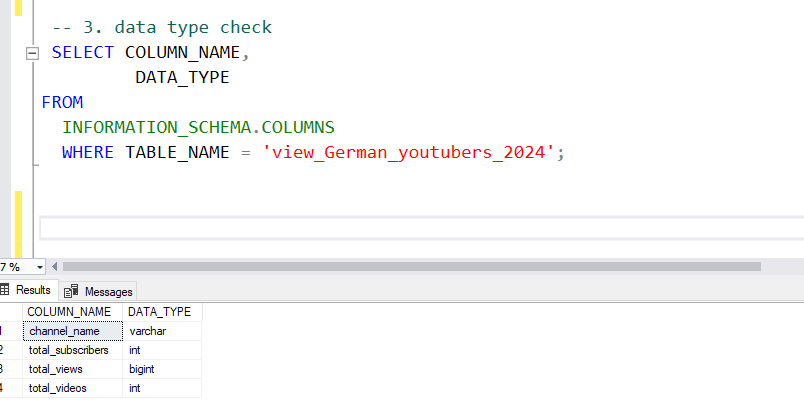 -- 3. data type check
SELECT COLUMN_NAME,
DATA_TYPE
FROM
INFORMATION_SCHEMA.COLUMNS
WHERE TABLE_NAME = 'view_German_youtubers_2024';
7 %
Results Messages
COLUMN_NAME DATA_TYPE
1 channel_name varchar
2 total_subscribers int
3 total_views bigint
4 total_videos int